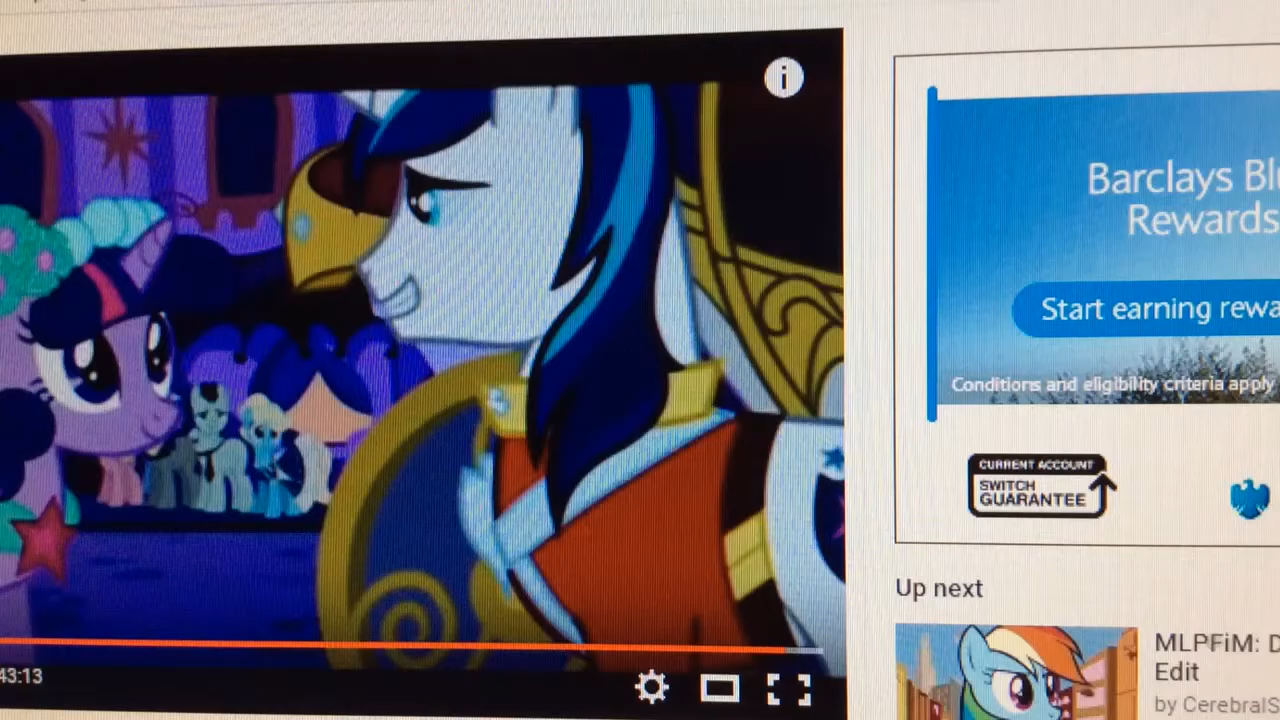 i
43:13
Barclays Bl
Rewards
Start earning rewa
Conditions and eligibility criteria apply
CURRENT ACCOUNT
SWITCH
GUARANTEE
Up next
MLPFiM: D
Edit
by CerebralS